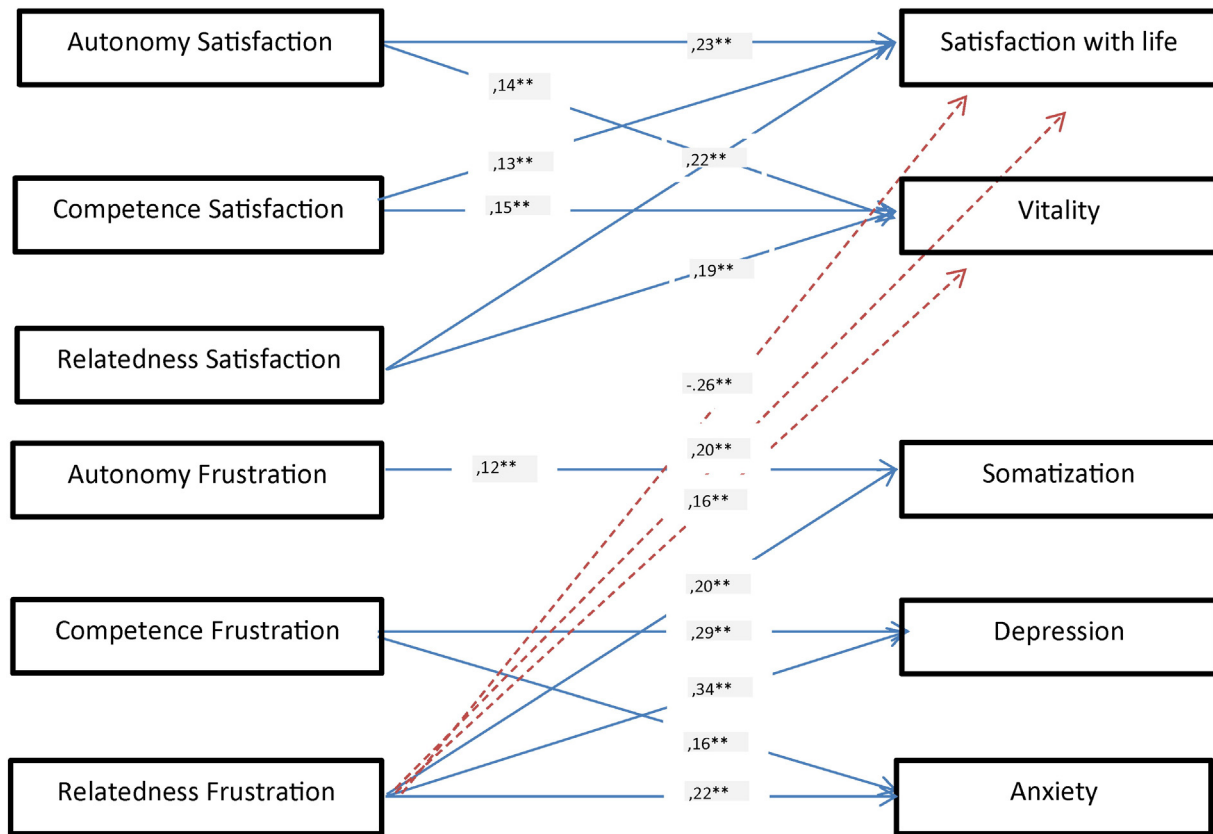 Autonomy Satisfaction
,23**
Satisfaction with life
,14**
,13**
,22**
Competence Satisfaction
,15**
Vitality
,19**
Relatedness Satisfaction
-.26**
Autonomy Frustration
,12**
,20**
Somatization
,16**
,20**
Competence Frustration
,29**
Depression
,34**
,16**
Relatedness Frustration
,22**
Anxiety